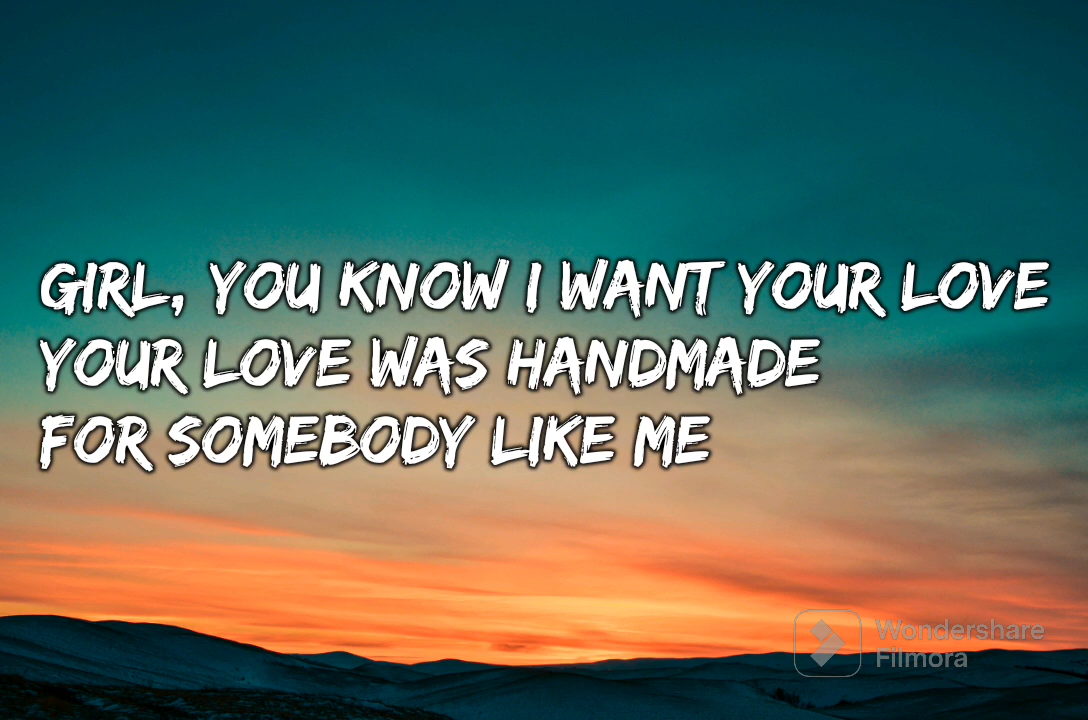 GIRL, YOU KNOW I WANT YOUR LOVE
YOUR LOVE WAS HANDMADE
FOR SOMEBODY LIKE ME
Wondershare
Filmora